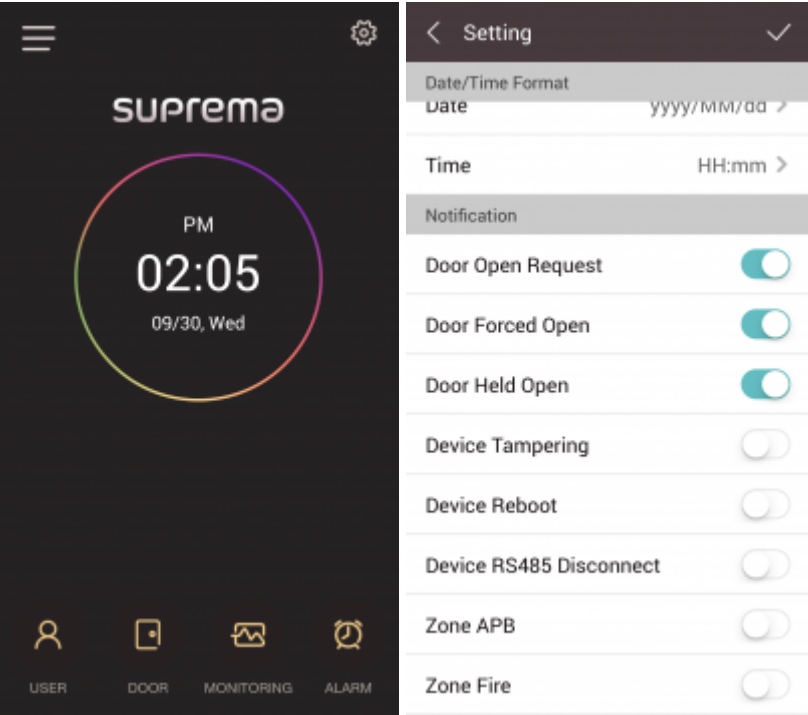 suprema
PM
02:05
09/30, Wed
USER
DOOR
MONITORING
ALARM
Setting
Date/Time Format
Date yyyy/MM/dd
Time HH:mm
Notification
Door Open Request
Door Forced Open
Door Held Open
Device Tampering
Device Reboot
Device RS485 Disconnect
Zone APB
Zone Fire